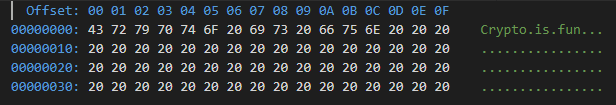 Offset: 00 01 02 03 04 05 06 07 08 09 0A 0B 0C 0D 0E 0F
00000000: 43 72 79 70 74 6F 20 69 73 20 66 75 6E 20 20 20 Crypto.is.fun...
00000010: 20 20 20 20 20 20 20 20 20 20 20 20 20 20 20 20 ................
00000020: 20 20 20 20 20 20 20 20 20 20 20 20 20 20 20 20 ................
00000030: 20 20 20 20 20 20 20 20 20 20 20 20 20 20 20 20 ................